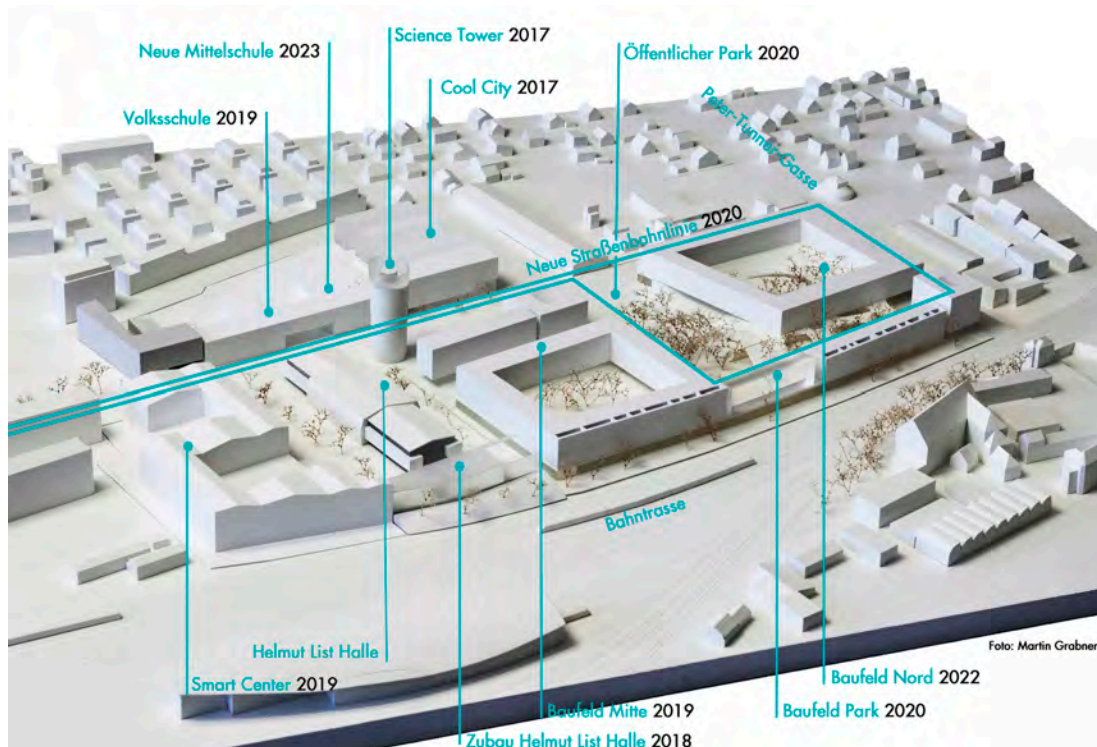 Science Tower 2017
Neue Mittelschule 2023
Öffentlicher Park 2020
Cool City 2017
Volksschule 2019
Peter-Tunner-Gasse
Neue Straßenbahnlinie 2020
Bahntrasse
Foto: Martin Grabner
Helmut List Halle
Smart Center 2019
Baufeld Nord 2022
Baufeld Mitte 2019
Baufeld Park 2020
Zubau Helmut List Halle 2018